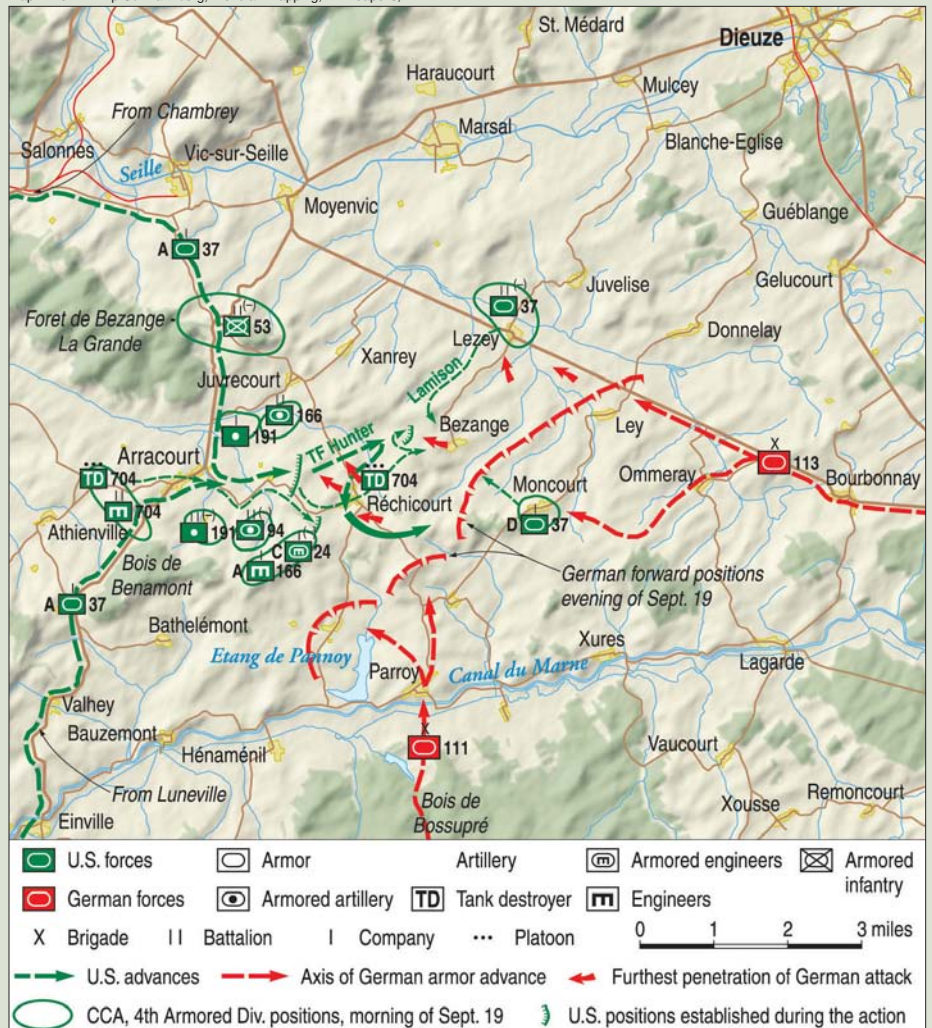 St. Médard
Dieuze
Haraucourt
Mulcey
From Chambrey
Marsal
Salonnes
Vic-sur-Seille
Blanche-Eglise
Seille
Moyenvic
Guéblange
A 37
Gelucourt
Juvelise
(-)
37
Foret de Bezange
La Grande
(-)
53
Lezey
Donnelay
Xanrey
Juvrecourt
Lamison
166
191
TF Hunter
Bezange
Ley
Arracourt
113
TD 704
TD 704
Ommeray
Bourbonnay
Réchicourt
Moncourt
704
Athienville
(-)
191
(-)
94
D 37
C 24
Bois de
Benamont
A 166
German forward positions
evening of Sept. 19
A 37
Bathelémont
Xures
Etang de Pannoy
Lagarde
Parroy
Canal du Marne
Valhey
Bauzemont
111
Vaucourt
Hénaménil
From Luneville
Bois de
Bossupré
Remoncourt
Xousse
Einville
U.S. forces
Armor
Artillery
Armored engineers
Armored
infantry
German forces
Armored artillery
TD Tank destroyer
Engineers
X Brigade I I Battalion I Company ••• Platoon
0 1 2 3 miles
U.S. advances
Axis of German armor advance
Furthest penetration of German attack
CCA, 4th Armored Div. positions, morning of Sept. 19
U.S. positions established during the action